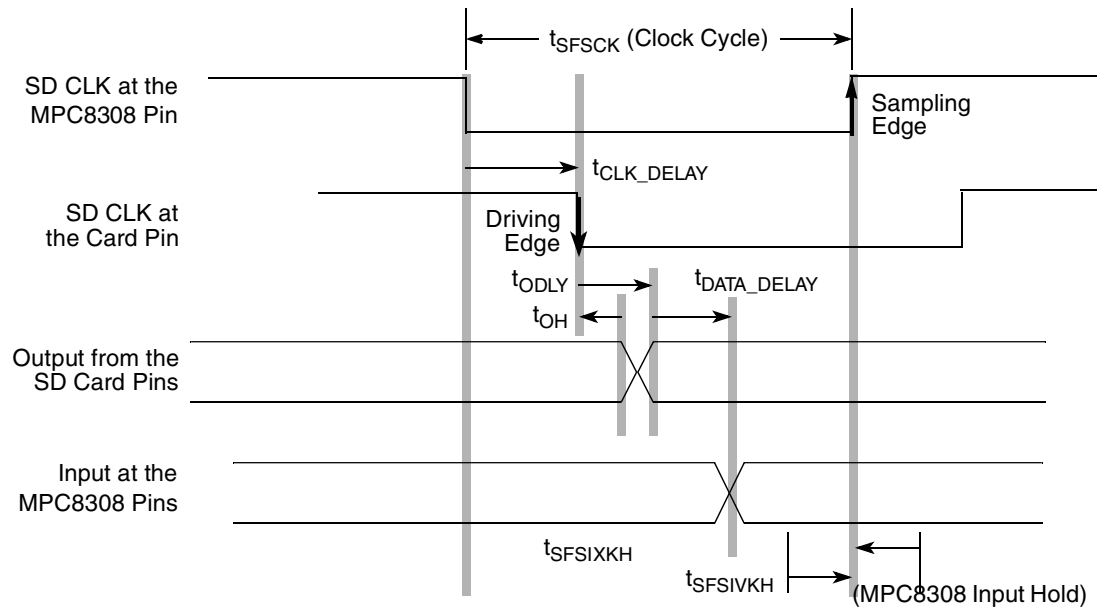 tSFSCK (Clock Cycle)
SD CLK at the
MPC8308 Pin
Sampling
Edge
tCLK_DELAY
SD CLK at
the Card Pin
Driving
Edge
tODLY
tDATA_DELAY
tOH
Output from the
SD Card Pins
Input at the
MPC8308 Pins
tSFSIXKH
tSFSIVKH
(MPC8308 Input Hold)